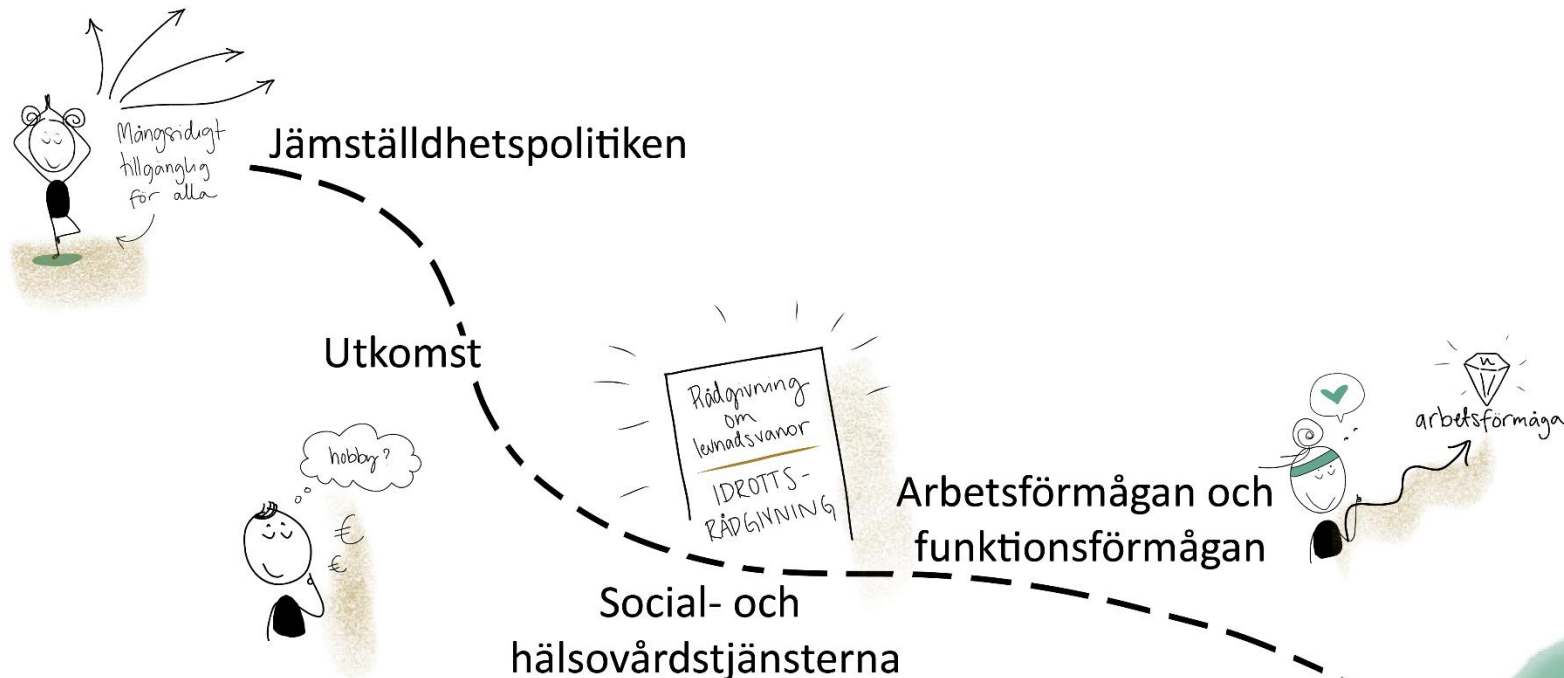 Mångsidigt
tillgänglig
för alla
Jämställdhetspolitiken
Utkomst
hobby?
€
€
Rådgivning
om
levnadsvanor
IDROTTS-
RÅDGIVNING
Arbetsförmågan och
funktionsförmågan
arbetsförmåga
Social- och
hälsovårdstjänsterna